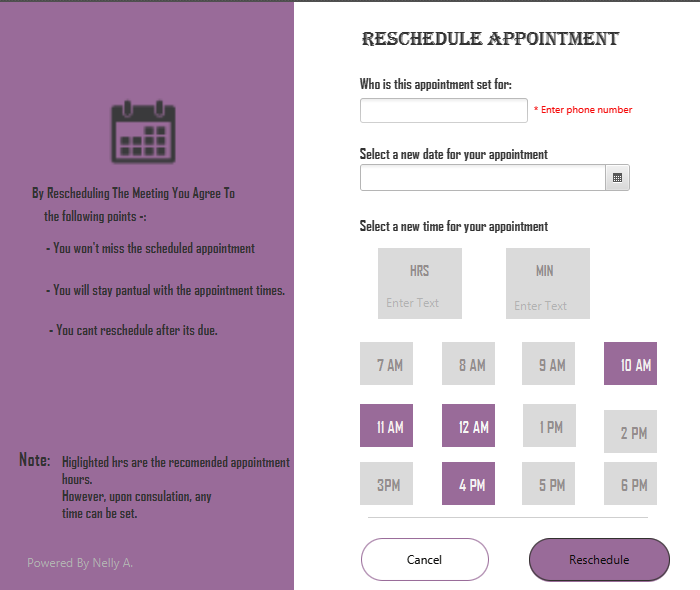 By Rescheduling The Meeting You Agree To
the following points -:
- You won't miss the scheduled appointment
- You will stay pantual with the appointment times.
- You cant reschedule after its due.
Note:
Higlighted hrs are the recomended appointment
hours.
However, upon consulation, any
time can be set.
Powered By Nelly A.
RESCHEDULE APPOINTMENT
Who is this appointment set for:
* Enter phone number
Select a new date for your appointment
Select a new time for your appointment
HRS
Enter Text
MIN
Enter Text
7 AM
8 AM
9 AM
10 AM
11 AM
12 AM
1 PM
2 PM
3PM
4 PM
5 PM
6 PM
Cancel
Reschedule